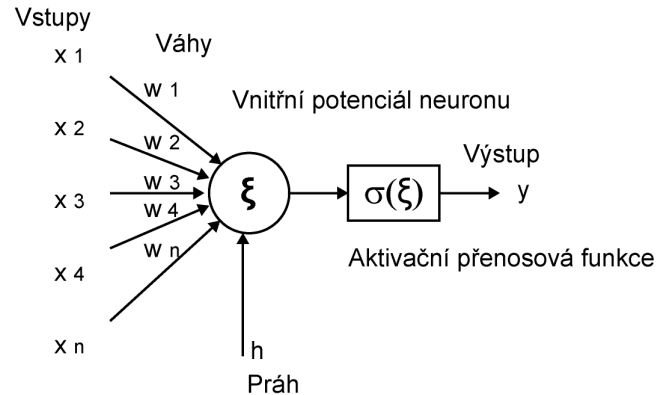 Vstupy
Váhy
x 1
w 1
Vnitřní potenciál neuronu
x 2
w 2
Výstup
w 3
ξ
σ(ξ)
y
x 3
w 4
w n
Aktivační přenosová funkce
x 4
x n
h
Práh